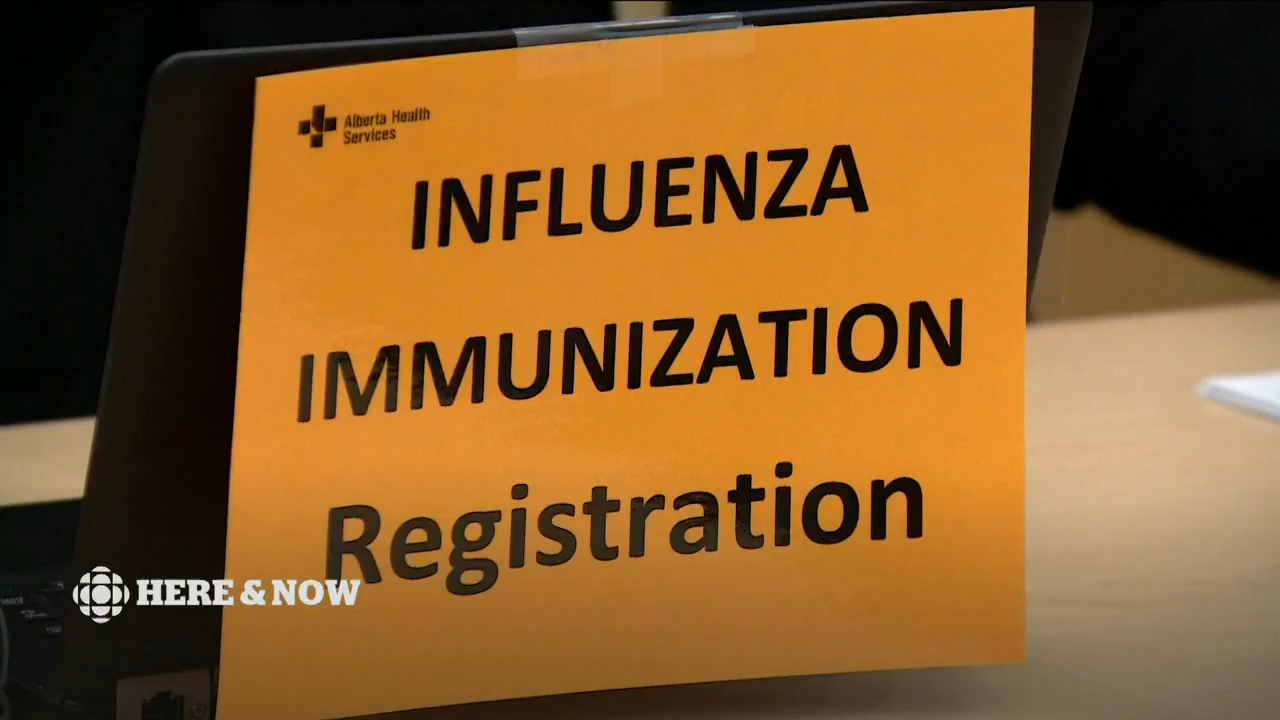 Alberta Health
Services
INFLUENZA
IMMUNIZATION
Registration
HERE & NOW